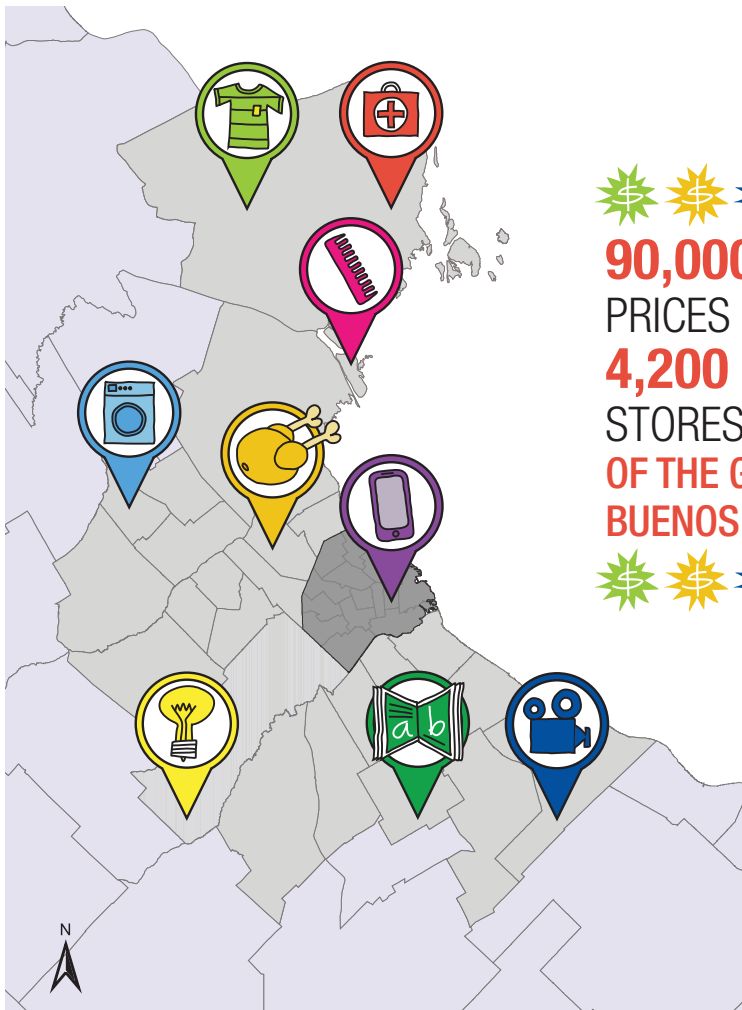 90,000
PRICES
4,200
STORES
OF THE G
BUENOS
a b
N